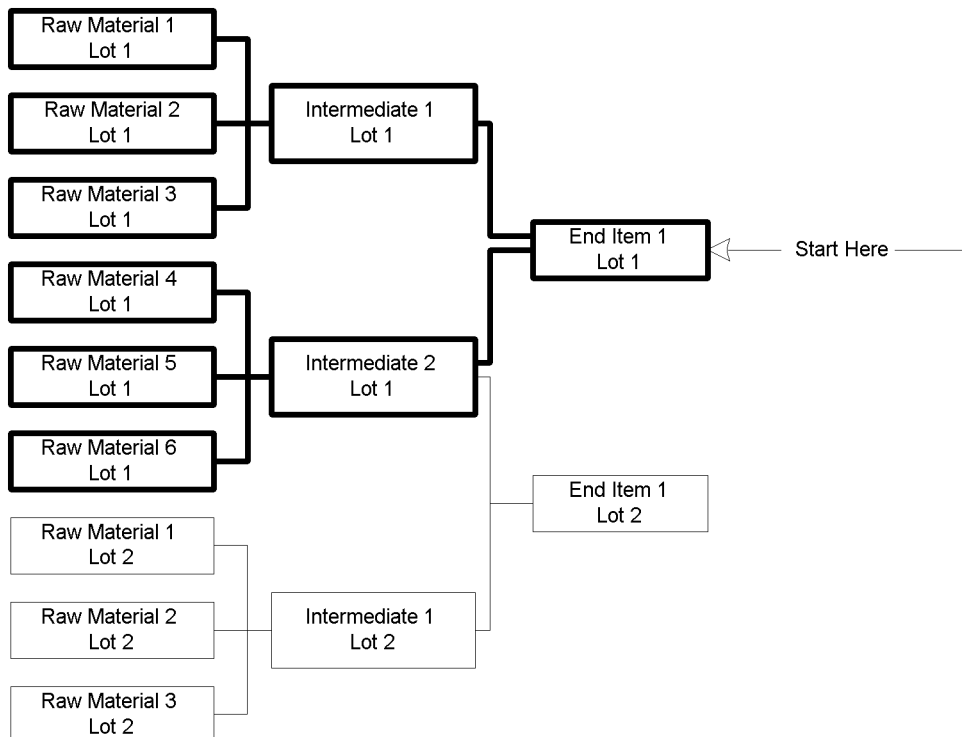 Raw Material 1
Lot 1
Raw Material 2
Lot 1
Raw Material 3
Lot 1
Raw Material 4
Lot 1
Raw Material 5
Lot 1
Raw Material 6
Lot 1
Raw Material 1
Lot 2
Raw Material 2
Lot 2
Raw Material 3
Lot 2
Intermediate 1
Lot 1
Intermediate 2
Lot 1
Intermediate 1
Lot 2
End Item 1
Lot 1
End Item 1
Lot 2
Start Here